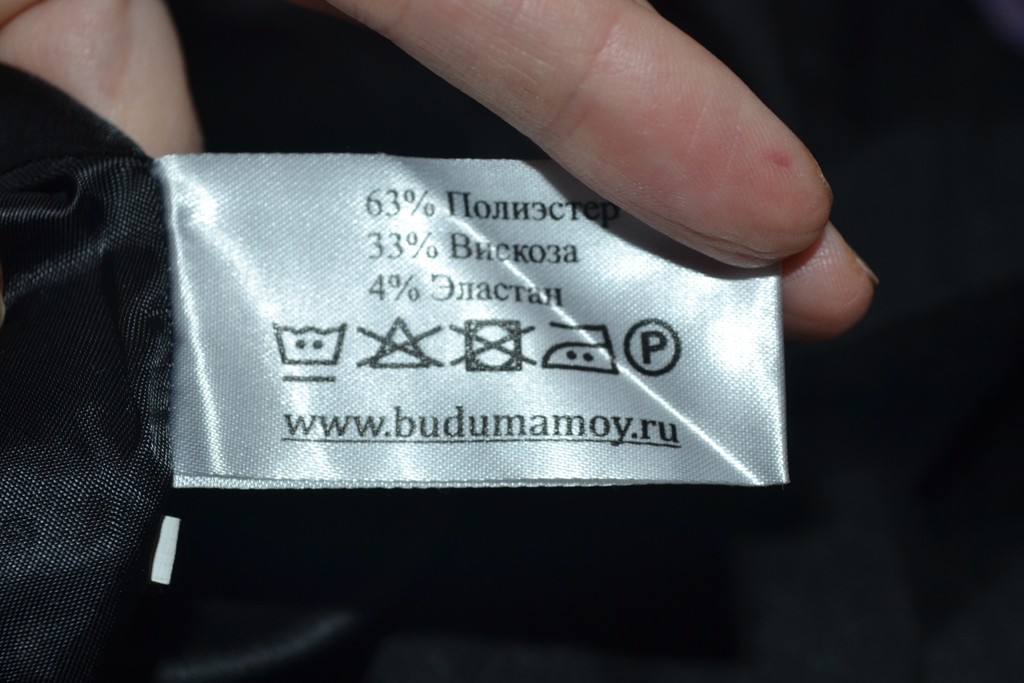 63% Полиэстер
33% Вискоза
4% Эластан
P
www.budumamoy.ru